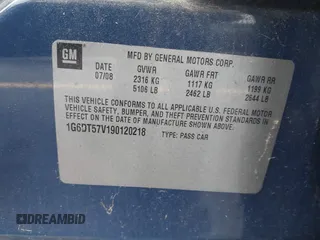 GM
MFD BY GENERAL MOTORS CORP.
DATE GVWR GAWR FRT GAWR RR
07/08 2316 KG 1117 KG 1199 KG
5106 LB 2462 LB 2644 LB
THIS VEHICLE CONFORMS TO ALL APPLICABLE U.S. FEDERAL MOTOR
VEHICLE SAFETY, BUMPER, AND THEFT PREVENTION STANDARDS
IN EFFECT ON THE DATE OF MANUFACTURE SHOWN ABOVE.
1G6DT57V190120218 TYPE: PASS CAR
DREAMBID